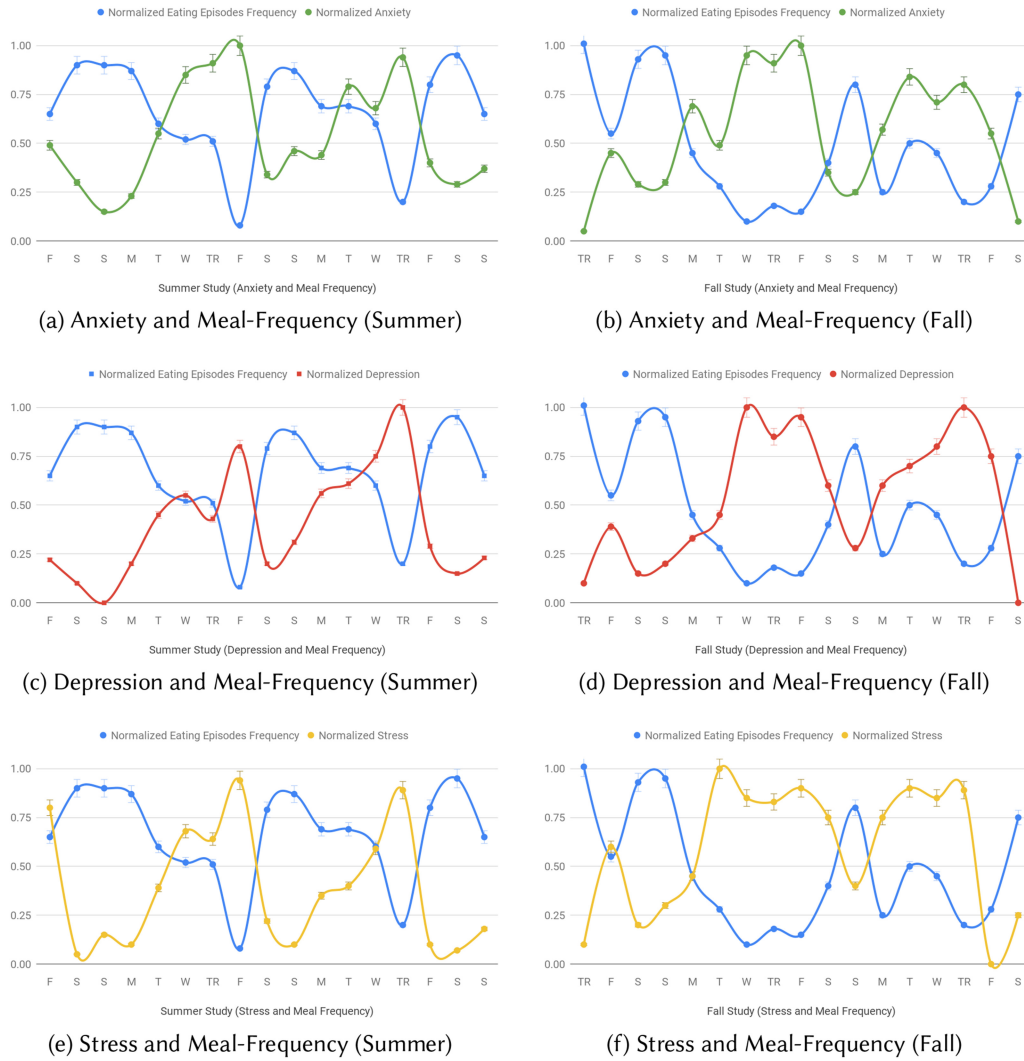 Normalized Eating Episodes Frequency Normalized Anxiety
1.00
0.75
0.50
0.25
0.00
F S S M T W TR F S S M T W TR F S S
Summer Study (Anxiety and Meal Frequency)
(a) Anxiety and Meal-Frequency (Summer)
Normalized Eating Episodes Frequency Normalized Anxiety
1.00
0.75
0.50
0.25
0.00
TR F S S M T W TR F S S M T W TR F S
Fall Study (Anxiety and Meal Frequency)
(b) Anxiety and Meal-Frequency (Fall)
Normalized Eating Episodes Frequency Normalized Depression
1.00
0.75
0.50
0.25
0.00
F S S M T W TR F S S M T W TR F S S
Summer Study (Depression and Meal Frequency)
(c) Depression and Meal-Frequency (Summer)
Normalized Eating Episodes Frequency Normalized Depression
1.00
0.75
0.50
0.25
0.00
TR F S S M T W TR F S S M T W TR F S
Fall Study (Depression and Meal Frequency)
(d) Depression and Meal-Frequency (Fall)
Normalized Eating Episodes Frequency Normalized Stress
1.00
0.75
0.50
0.25
0.00
F S S M T W TR F S S M T W TR F S S
Summer Study (Stress and Meal Frequency)
(e) Stress and Meal-Frequency (Summer)
Normalized Eating Episodes Frequency Normalized Stress
1.00
0.75
0.50
0.25
0.00
TR F S S M T W TR F S S M T W TR F S
Fall Study (Stress and Meal Frequency)
(f) Stress and Meal-Frequency (Fall)